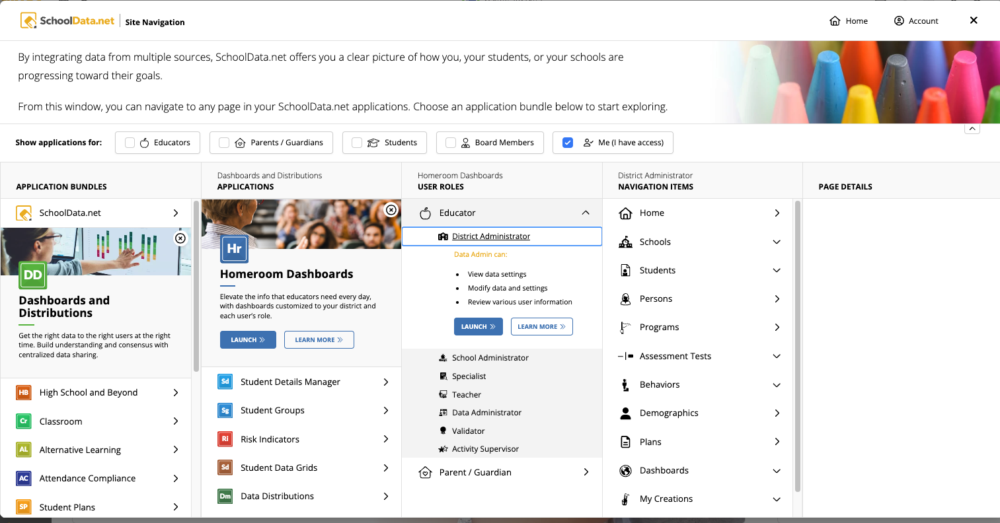 SchoolData.net Site Navigation
Home
Account
By integrating data from multiple sources, SchoolData.net offers you a clear picture of how you, your students, or your schools are
progressing toward their goals.
From this window, you can navigate to any page in your SchoolData.net applications. Choose an application bundle below to start exploring.
Show applications for:
Educators
Parents / Guardians
Students
Board Members
Me (I have access)
APPLICATION BUNDLES
SchoolData.net
DD
Dashboards and
Distributions
Get the right data to the right users at the right
time. Build understanding and consensus with
centralized data sharing.
HB High School and Beyond
Cr Classroom
AL Alternative Learning
AC Attendance Compliance
SP Student Plans
Dashboards and Distributions
APPLICATIONS
Hr
Homeroom Dashboards
Elevate the info that educators need every day,
with dashboards customized to your district and
each user's role.
LAUNCH
LEARN MORE
Sd Student Details Manager
Sg Student Groups
Ri Risk Indicators
Sd Student Data Grids
Dm Data Distributions
Homeroom Dashboards
USER ROLES
Educator
District Administrator
Data Admin can:
• View data settings
• Modify data and settings
• Review various user information
LAUNCH
LEARN MORE
School Administrator
Specialist
Teacher
Data Administrator
Validator
Activity Supervisor
Parent / Guardian
District Administrator
NAVIGATION ITEMS
Home
Schools
Students
Persons
Programs
Assessment Tests
Behaviors
Demographics
Plans
Dashboards
My Creations
PAGE DETAILS